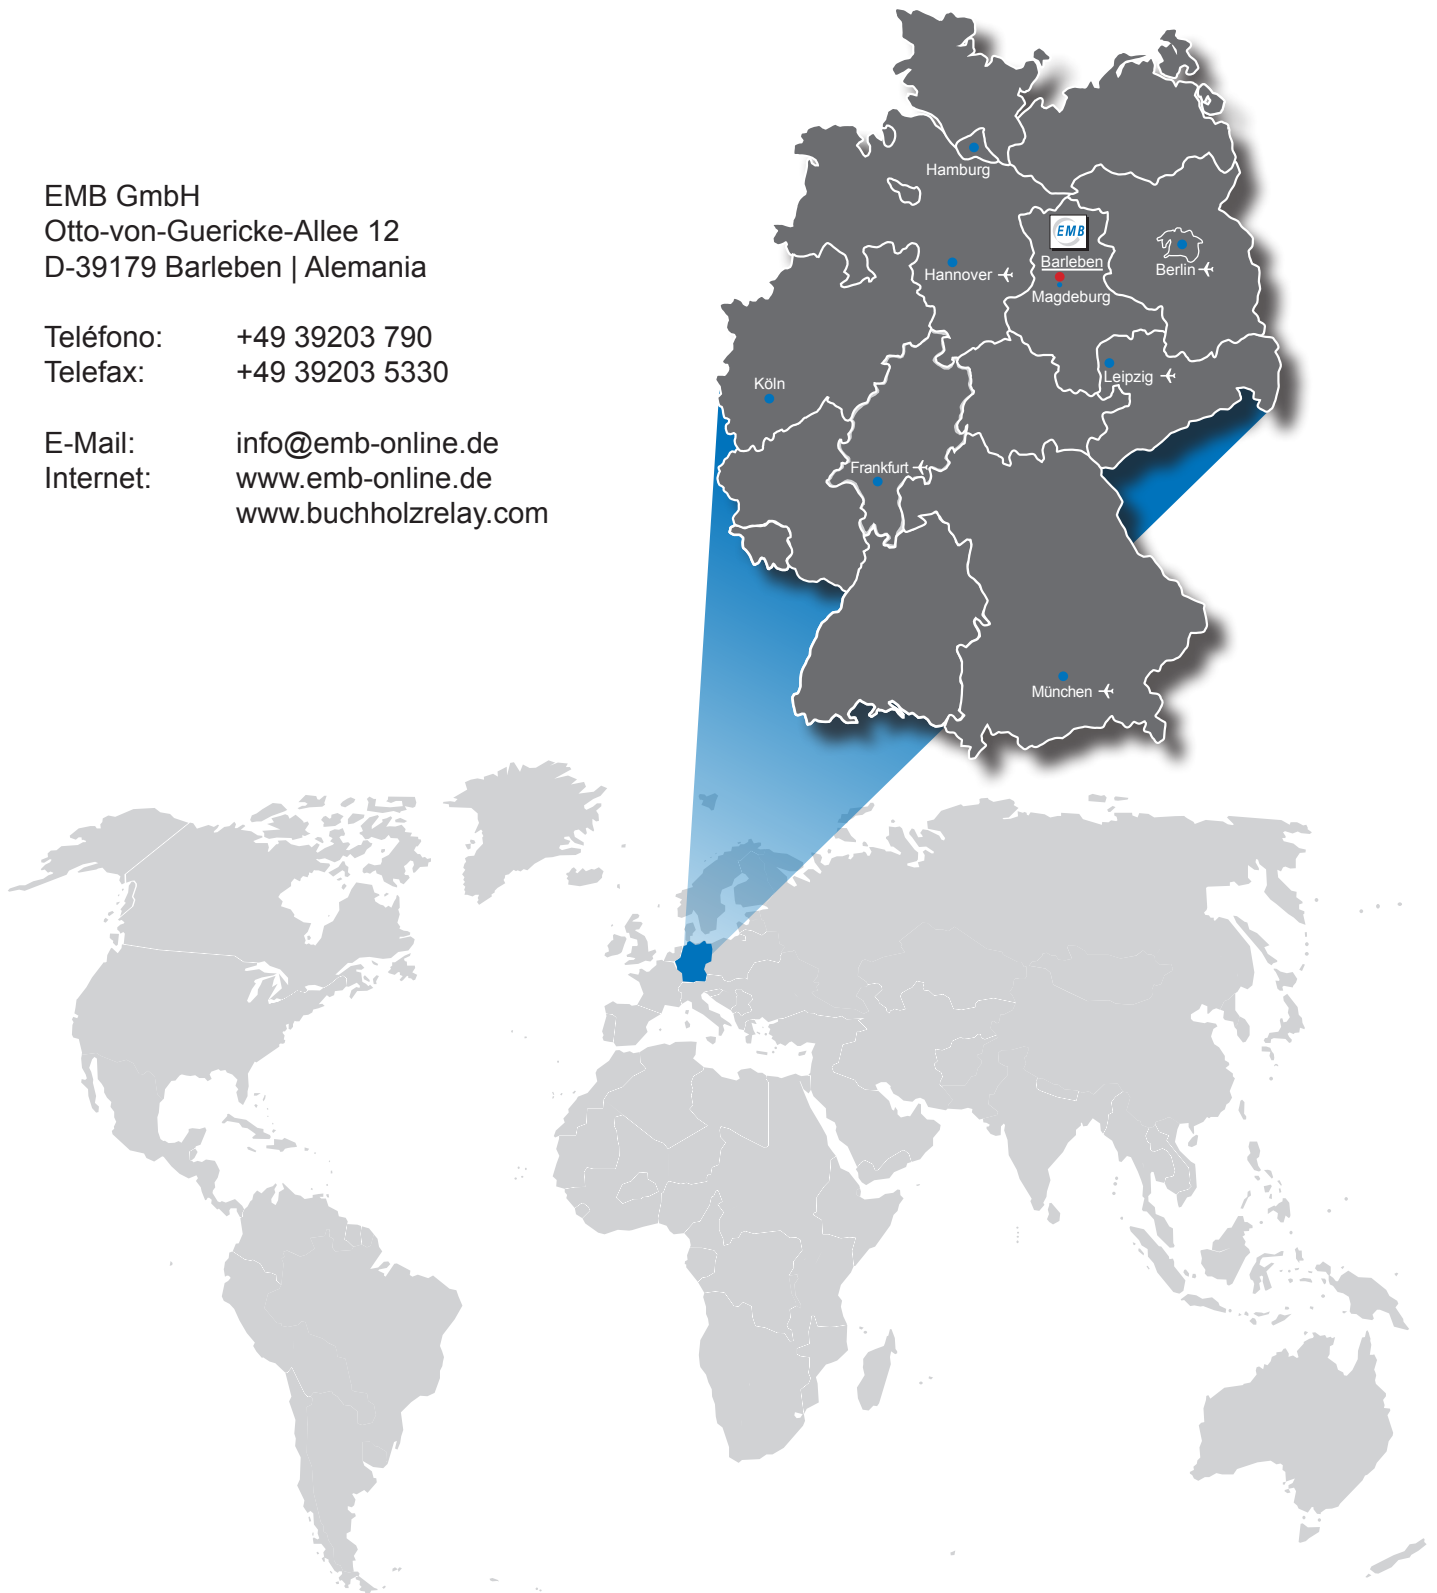 EMB GmbH
Otto-von-Guericke-Allee 12
D-39179 Barleben | Alemania
Teléfono: +49 39203 790
Telefax: +49 39203 5330
E-Mail: info@emb-online.de
Internet: www.emb-online.de
www.buchholzrelay.com
Hamburg
EMB
Barleben
Berlin
Hannover
Magdeburg
Leipzig
Köln
Frankfurt
München